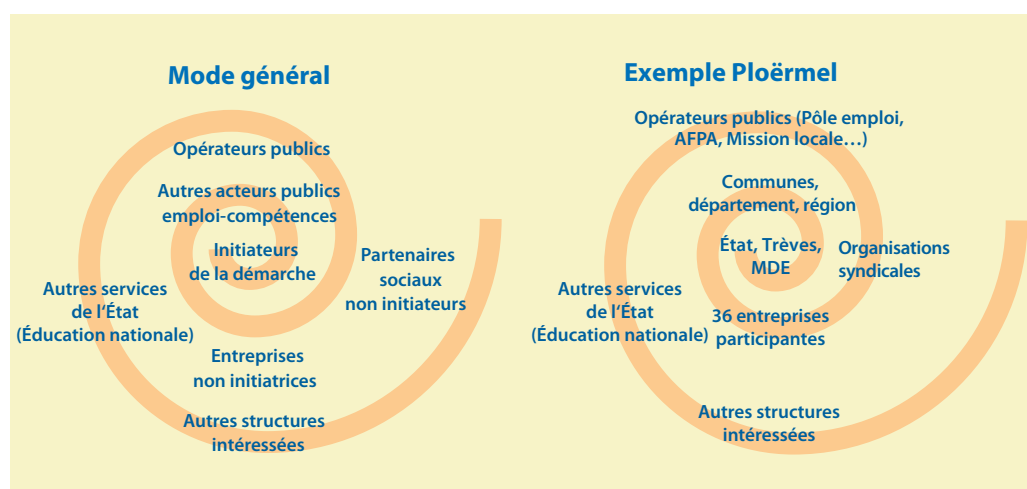 Mode général
Opérateurs publics
Autres acteurs publics
emploi-compétences
Initiateurs
de la démarche
Partenaires
sociaux
non initiateurs
Autres services
de l'État
(Éducation nationale)
Entreprises
non initiatrices
Autres structures
intéressées
Exemple Ploërmel
Opérateurs publics (Pôle emploi,
AFPA, Mission locale…)
Communes,
département, région
État, Trèves,
MDE
Organisations
syndicales
Autres services
de l'État
(Éducation nationale)
36 entreprises
participantes
Autres structures
intéressées